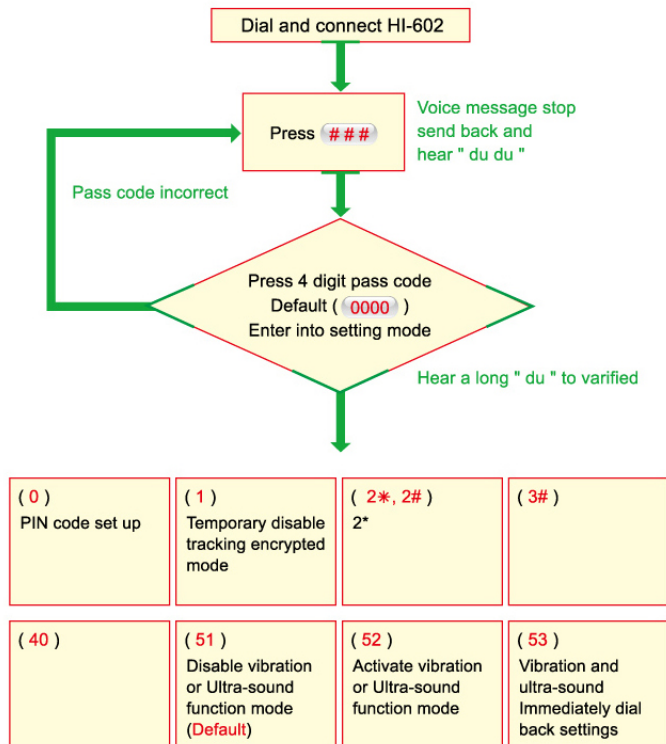 Dial and connect HI-602
Press ###
Voice message stop
send back and
hear " du du "
Pass code incorrect
Press 4 digit pass code
Default ( 0000 )
Enter into setting mode
Hear a long " du " to varified
( 0 )
PIN code set up
( 1 )
Temporary disable
tracking encrypted
mode
( 2*, 2# )
2*
( 3# )
( 40 )
( 51 )
Disable vibration
or Ultra-sound
function mode
(Default)
( 52 )
Activate vibration
or Ultra-sound
function mode
( 53 )
Vibration and
ultra-sound
Immediately dial
back settings